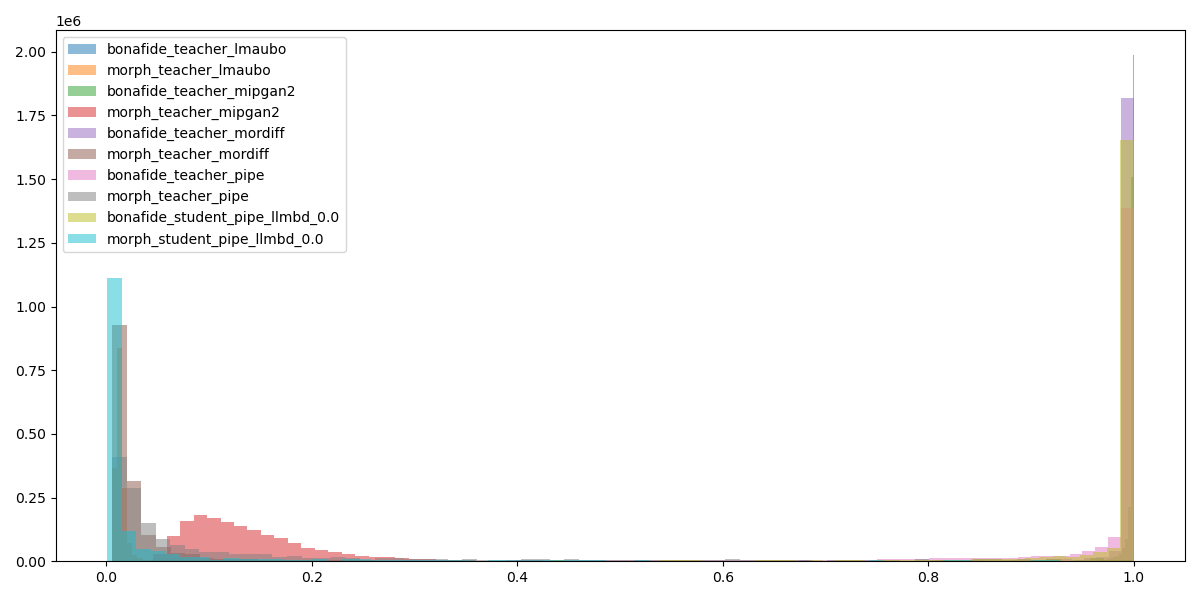 1e6
2.00
1.75
1.50
1.25
1.00
0.75
0.50
0.25
0.00
bonafide_teacher_lmaubo
morph_teacher_lmaubo
bonafide_teacher_mipgan2
morph_teacher_mipgan2
bonafide_teacher_mordiff
morph_teacher_mordiff
bonafide_teacher_pipe
morph_teacher_pipe
bonafide_student_pipe_llmbd_0.0
morph_student_pipe_llmbd_0.0
0.0 0.2 0.4 0.6 0.8 1.0